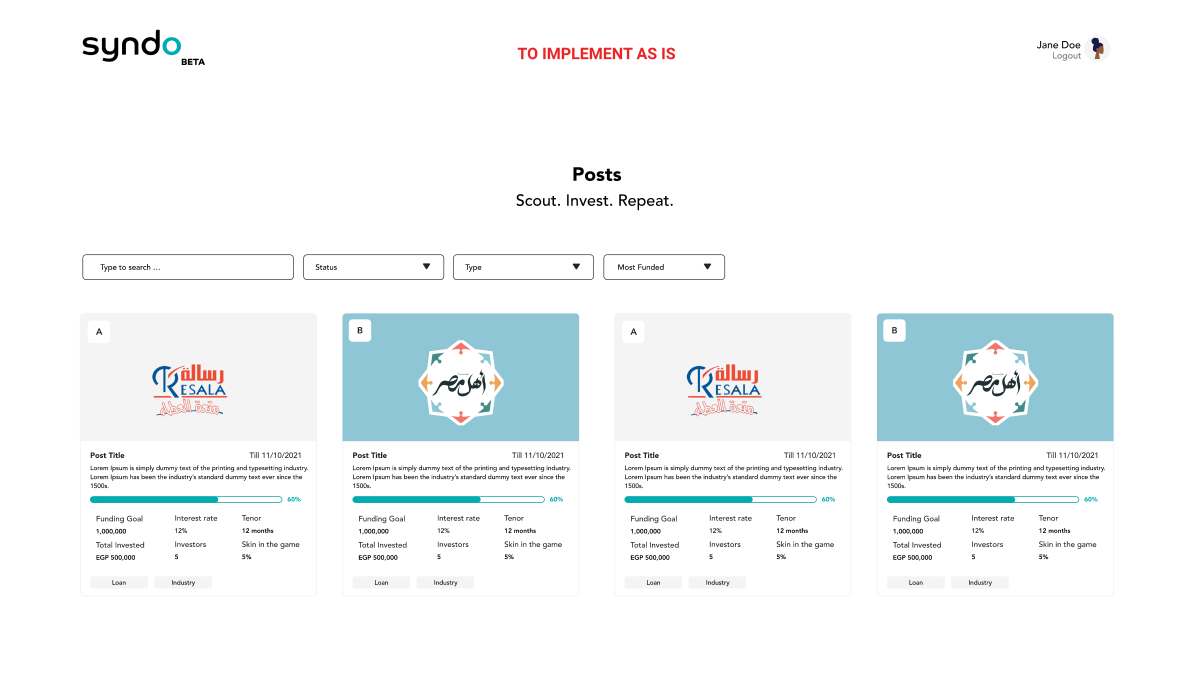 syndo
BETA
TO IMPLEMENT AS IS
Jane Doe
Logout
Posts
Scout. Invest. Repeat.
Type to search ...
Status
Type
Most Funded
A
رسالة
RESALA
Post Title
Till 11/10/2021
Lorem Ipsum is simply dummy text of the printing and typesetting industry.
Lorem Ipsum has been the industry's standard dummy text ever since the
1500s.
60%
Funding Goal Interest rate Tenor
1,000,000 12% 12 months
Total Invested Investors Skin in the game
EGP 500,000 5 5%
Loan Industry
B
أهل مصر
Post Title
Till 11/10/2021
Lorem Ipsum is simply dummy text of the printing and typesetting industry.
Lorem Ipsum has been the industry's standard dummy text ever since the
1500s.
60%
Funding Goal Interest rate Tenor
1,000,000 12% 12 months
Total Invested Investors Skin in the game
EGP 500,000 5 5%
Loan Industry
A
رسالة
RESALA
Post Title
Till 11/10/2021
Lorem Ipsum is simply dummy text of the printing and typesetting industry.
Lorem Ipsum has been the industry's standard dummy text ever since the
1500s.
60%
Funding Goal Interest rate Tenor
1,000,000 12% 12 months
Total Invested Investors Skin in the game
EGP 500,000 5 5%
Loan Industry
B
أهل مصر
Post Title
Till 11/10/2021
Lorem Ipsum is simply dummy text of the printing and typesetting industry.
Lorem Ipsum has been the industry's standard dummy text ever since the
1500s.
60%
Funding Goal Interest rate Tenor
1,000,000 12% 12 months
Total Invested Investors Skin in the game
EGP 500,000 5 5%
Loan Industry